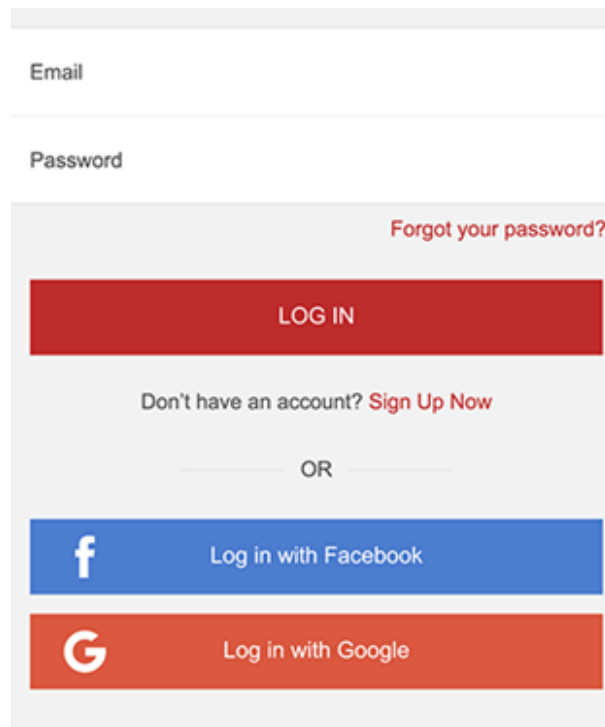 Email
Password
Forgot your password?
LOG IN
Don't have an account? Sign Up Now
OR
f Log in with Facebook
G Log in with Google